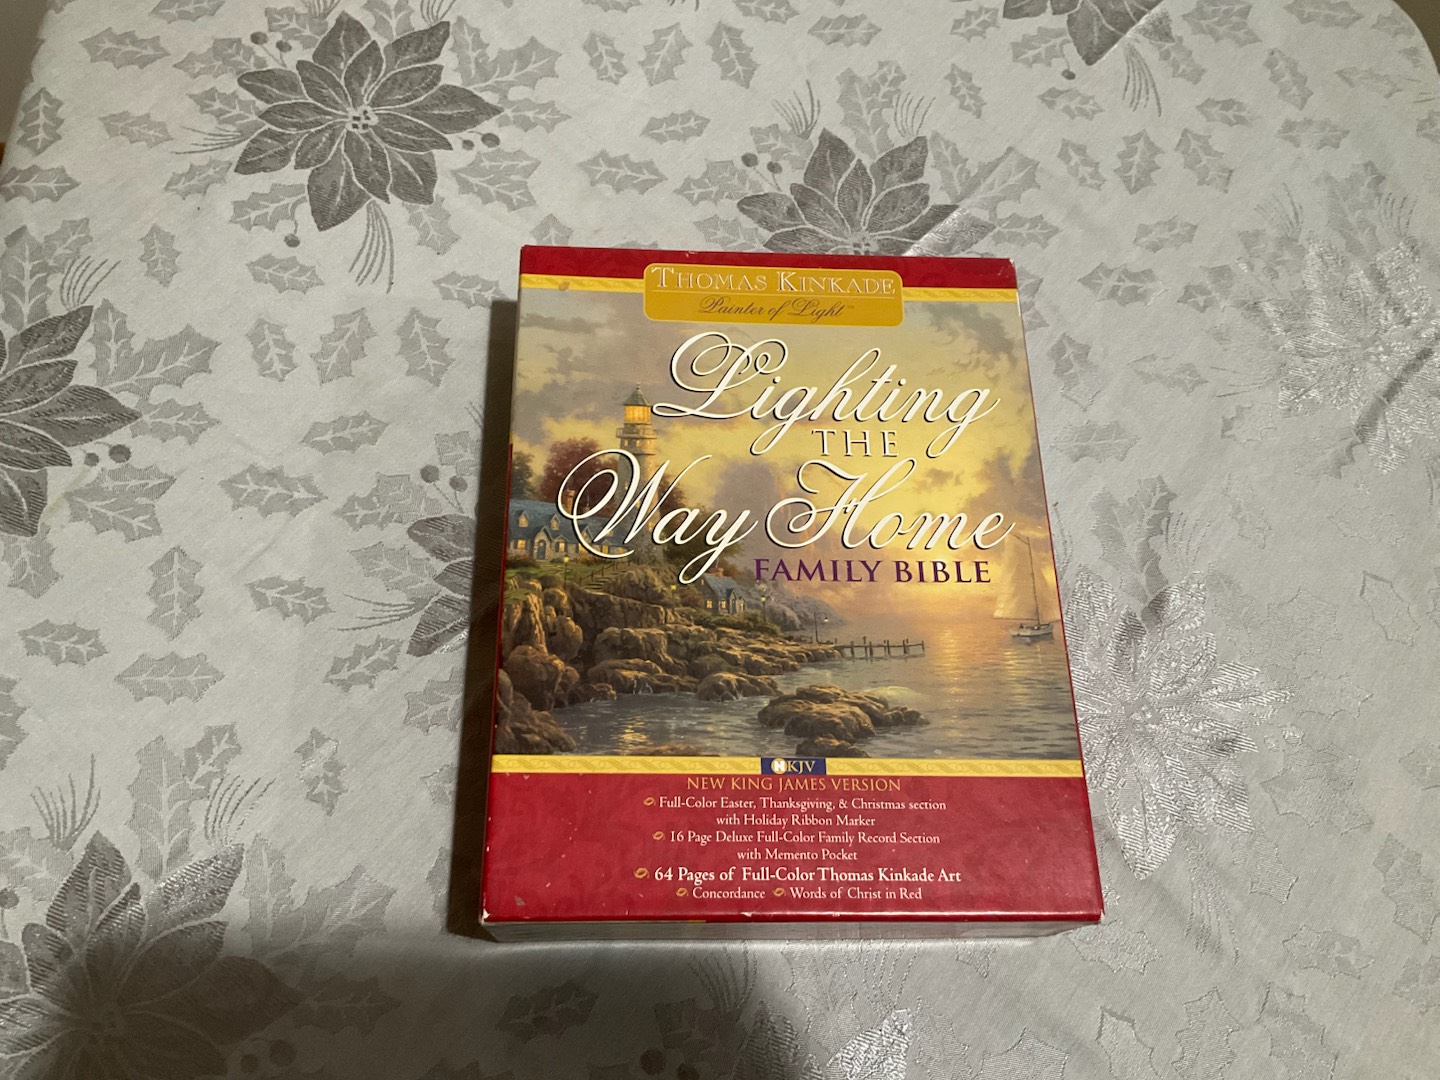 THOMAS KINKADE
Painter of Light™
Lighting
THE
Way Home
FAMILY BIBLE
NKJV
NEW KING JAMES VERSION
Full-Color Easter, Thanksgiving, & Christmas section
with Holiday Ribbon Marker
16 Page Deluxe Full-Color Family Record Section
with Memento Pocket
64 Pages of Full-Color Thomas Kinkade Art
Concordance Words of Christ in Red